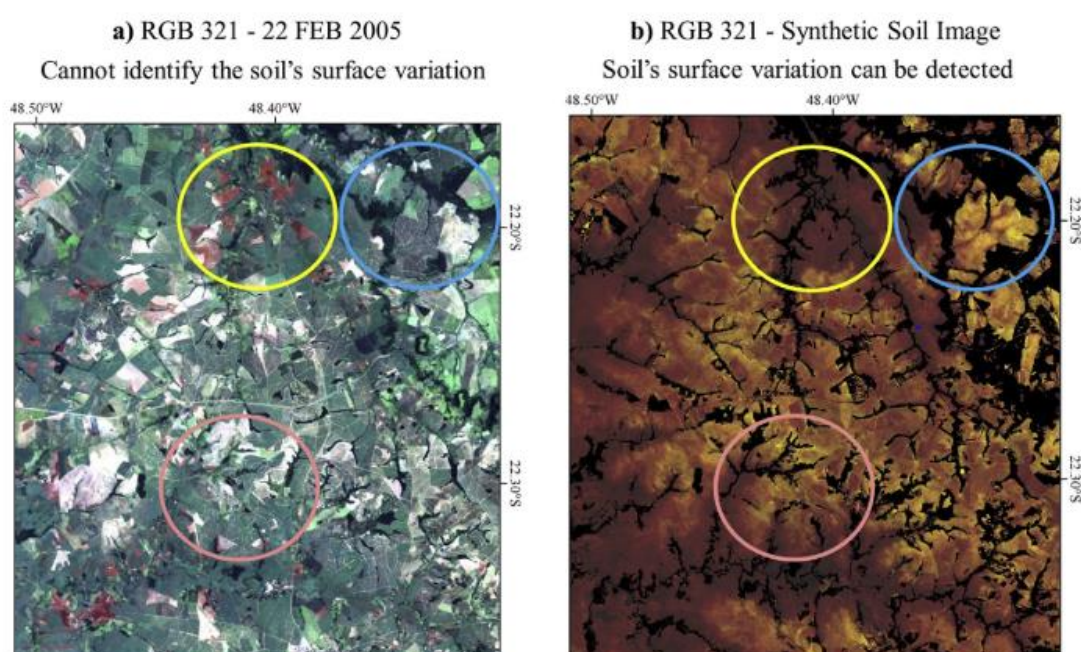 a) RGB 321 - 22 FEB 2005
Cannot identify the soil's surface variation
48.50°W
48.40°W
22.20°S
22.30°S
b) RGB 321 - Synthetic Soil Image
Soil's surface variation can be detected
48.50°W
48.40°W
22.20°S
22.30°S